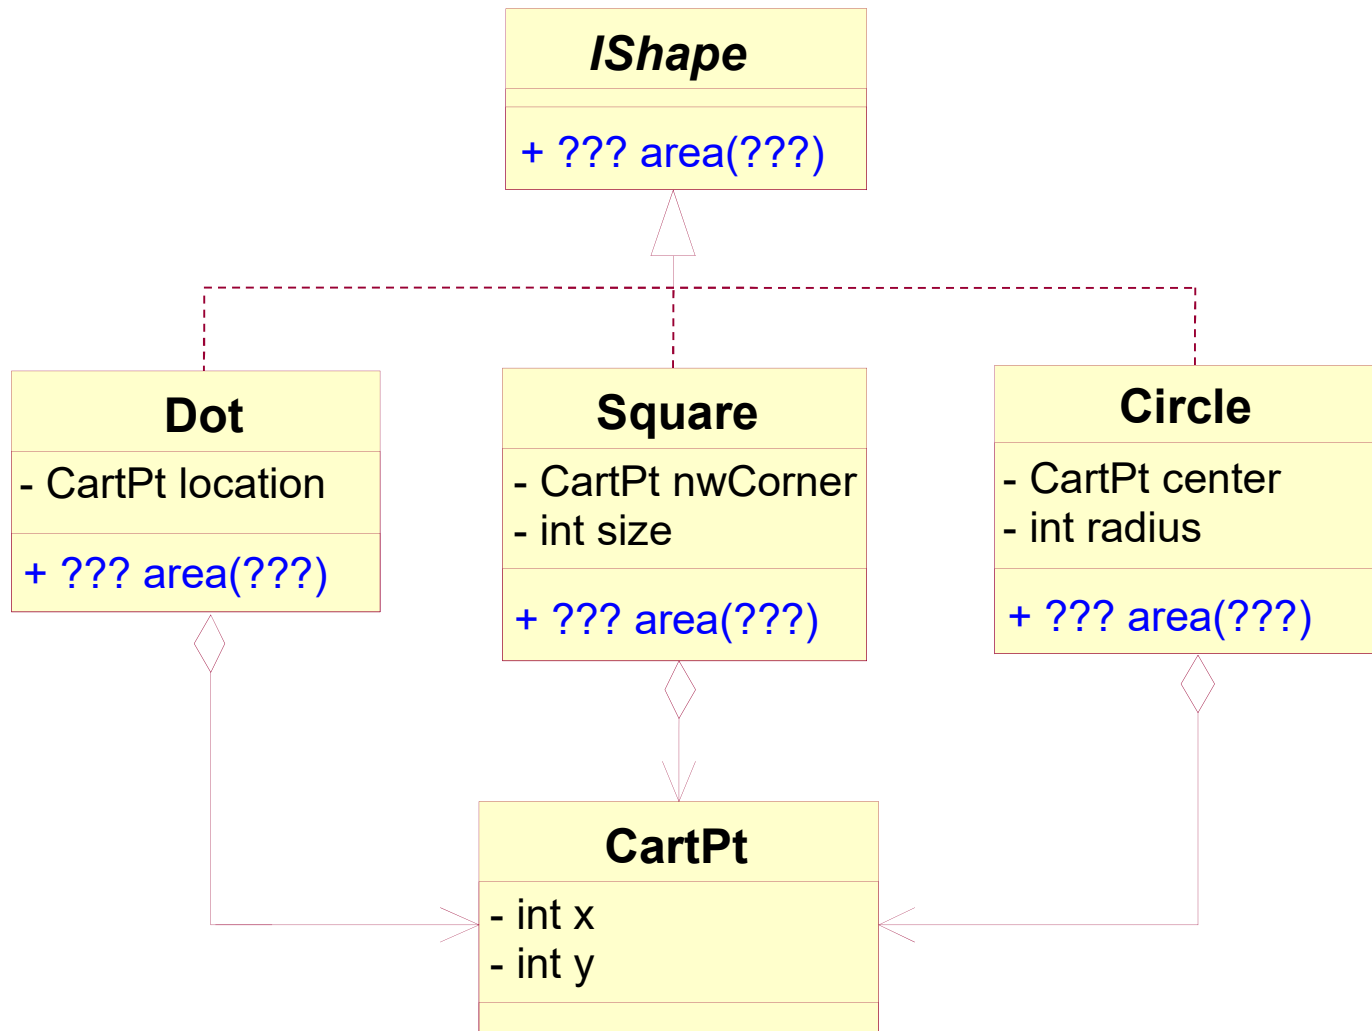 IShape
+ ??? area(???)
Dot
- CartPt location
+ ??? area(???)
Square
- CartPt nwCorner
- int size
+ ??? area(???)
Circle
- CartPt center
- int radius
+ ??? area(???)
CartPt
- int x
- int y